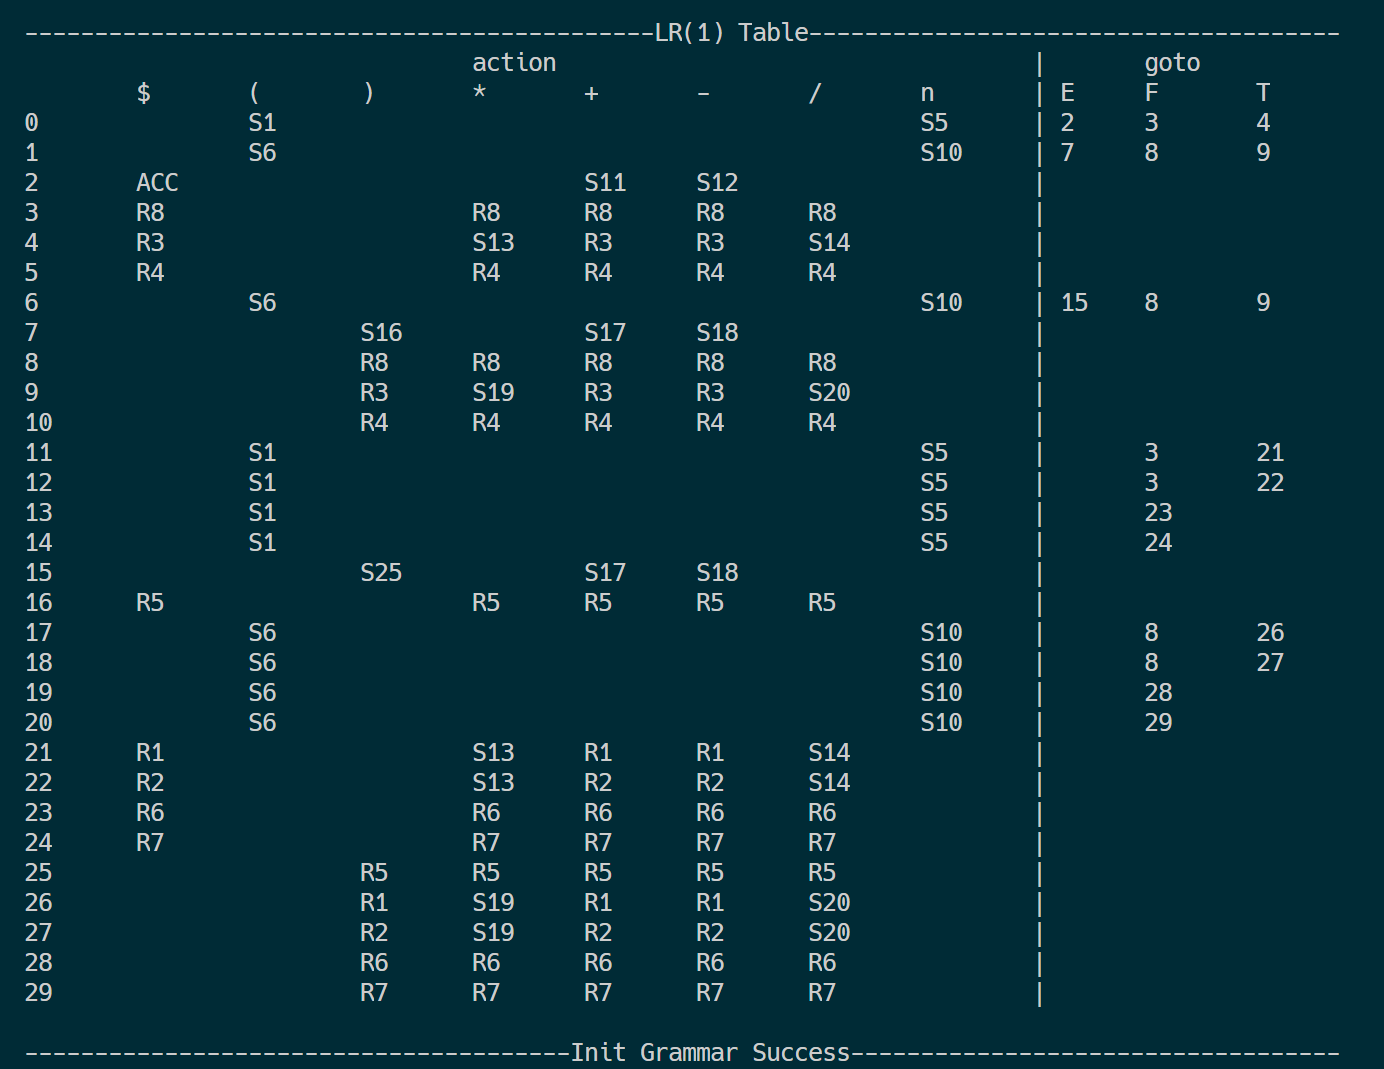 ---------------------------------------------LR(1) Table--------------------------------------
                                action                                  |       goto
        $       (       )       *       +       -       /       n       | E     F       T
0               S1                                              S5      | 2     3       4
1               S6                                              S10     | 7     8       9
2       ACC                             S11     S12                     |
3       R8                      R8      R8      R8      R8              |
4       R3                      S13     R3      R3      S14             |
5       R4                      R4      R4      R4      R4              |
6               S6                                              S10     | 15    8       9
7                       S16             S17     S18                     |
8                       R8      R8      R8      R8      R8              |
9                       R3      S19     R3      R3      S20             |
10                      R4      R4      R4      R4      R4              |
11              S1                                              S5      |       3       21
12              S1                                              S5      |       3       22
13              S1                                              S5      |       23
14              S1                                              S5      |       24
15                      S25             S17     S18                     |
16      R5                      R5      R5      R5      R5              |
17              S6                                              S10     |       8       26
18              S6                                              S10     |       8       27
19              S6                                              S10     |       28
20              S6                                              S10     |       29
21      R1                      S13     R1      R1      S14             |
22      R2                      S13     R2      R2      S14             |
23      R6                      R6      R6      R6      R6              |
24      R7                      R7      R7      R7      R7              |
25                      R5      R5      R5      R5      R5              |
26                      R1      S19     R1      R1      S20             |
27                      R2      S19     R2      R2      S20             |
28                      R6      R6      R6      R6      R6              |
29                      R7      R7      R7      R7      R7              |
---------------------------------------Init Grammar Success-----------------------------------